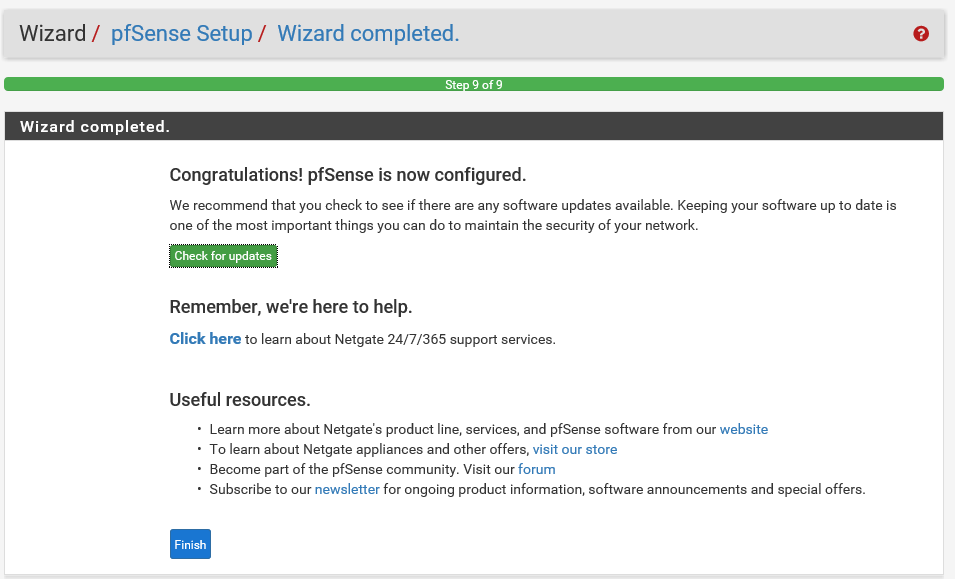 Wizard / pfSense Setup / Wizard completed.
?
Step 9 of 9
Wizard completed.
Congratulations! pfSense is now configured.
We recommend that you check to see if there are any software updates available. Keeping your software up to date is
one of the most important things you can do to maintain the security of your network.
Check for updates
Remember, we're here to help.
Click here to learn about Netgate 24/7/365 support services.
Useful resources.
• Learn more about Netgate's product line, services, and pfSense software from our website
• To learn about Netgate appliances and other offers, visit our store
• Become part of the pfSense community. Visit our forum
• Subscribe to our newsletter for ongoing product information, software announcements and special offers.
Finish